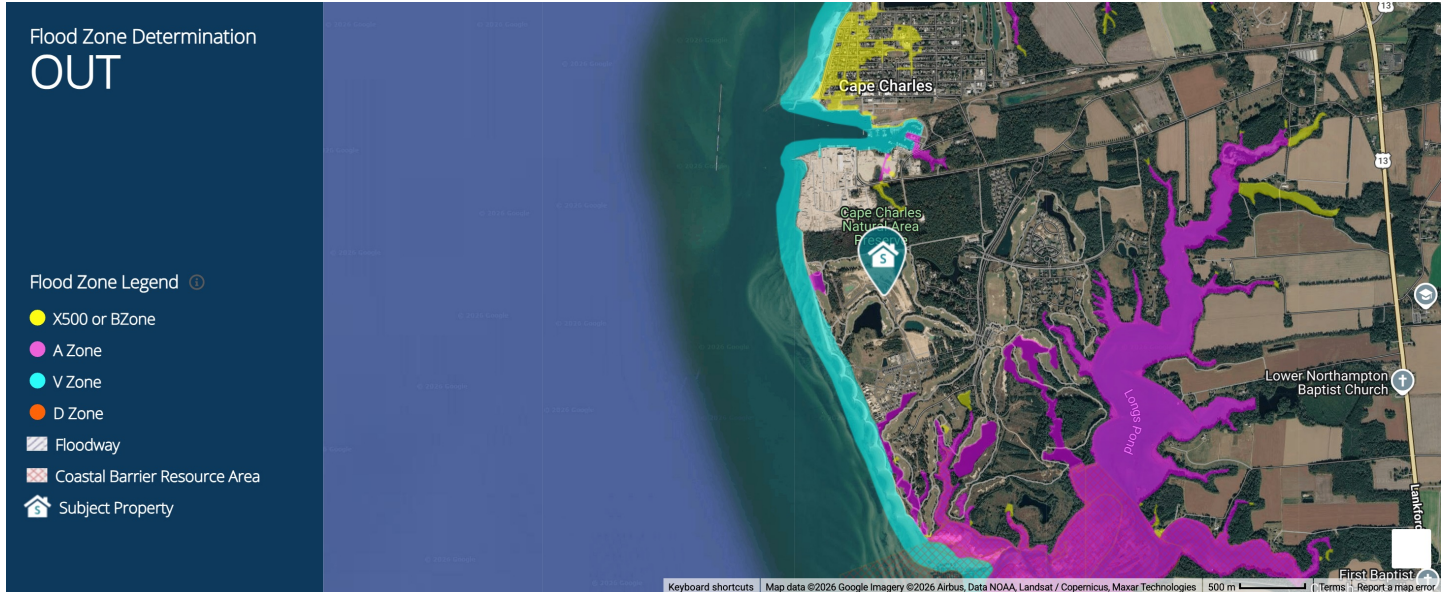 Flood Zone Determination
OUT
Flood Zone Legend
X500 or BZone
A Zone
V Zone
D Zone
Floodway
Coastal Barrier Resource Area
S Subject Property
13
Cape Charles
13
Cape Charles
Natural Area
Preserve
S
Lower Northampton
Baptist Church
Longs Pond
Lankford
First Baptist
Keyboard shortcuts
Map data ©2026 Google Imagery ©2026 Airbus, Data NOAA, Landsat / Copernicus, Maxar Technologies
500 m
Terms
Report a map error